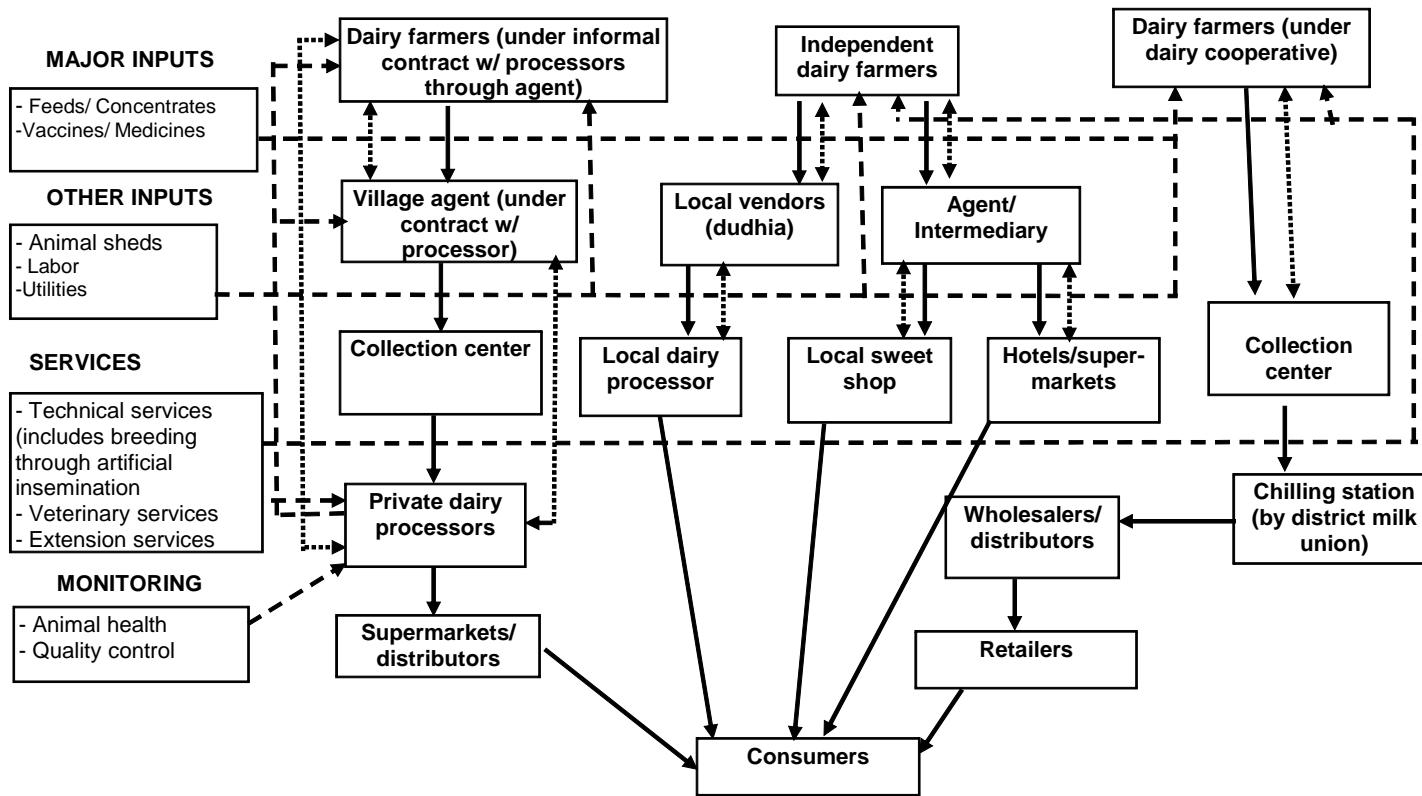 MAJOR INPUTS
- Feeds/ Concentrates
-Vaccines/ Medicines
OTHER INPUTS
- Animal sheds
- Labor
-Utilities
SERVICES
- Technical services
(includes breeding
through artificial
insemination
- Veterinary services
- Extension services
MONITORING
- Animal health
- Quality control
Dairy farmers (under informal
contract w/ processors
through agent)
Village agent (under
contract w/
processor)
Collection center
Private dairy
processors
Supermarkets/
distributors
Independent
dairy farmers
Local vendors
(dudhia)
Agent/
Intermediary
Local dairy
processor
Local sweet
shop
Hotels/super-
markets
Dairy farmers (under
dairy cooperative)
Collection
center
Chilling station
(by district milk
union)
Wholesalers/
distributors
Retailers
Consumers